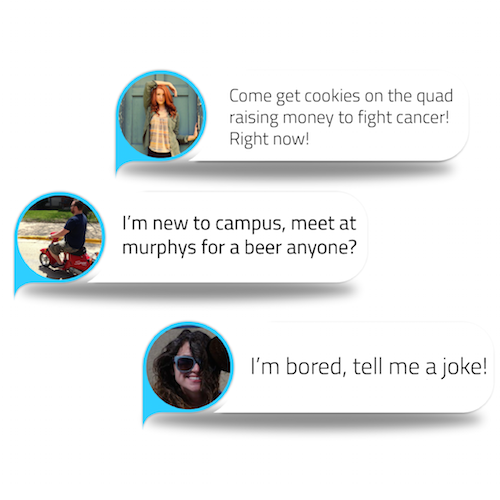 Come get cookies on the quad
raising money to fight cancer!
Right now!
I'm new to campus, meet at
murphys for a beer anyone?
I'm bored, tell me a joke!